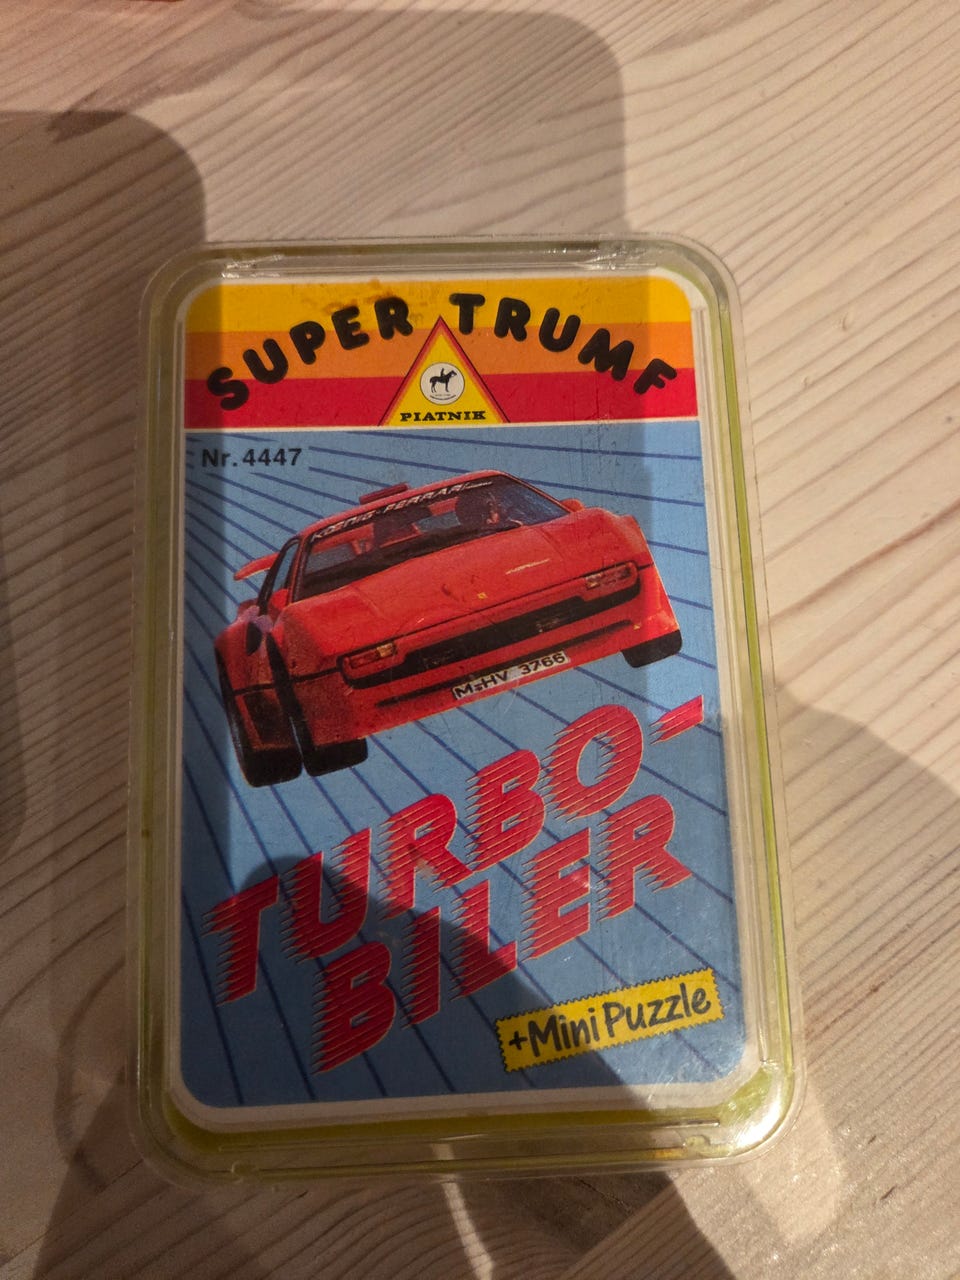 SUPER TRUMF
PIATNIK
Nr. 4447
KOENIG-FERRARI
M·HV 3766
TURBO-
BILER
+Mini Puzzle